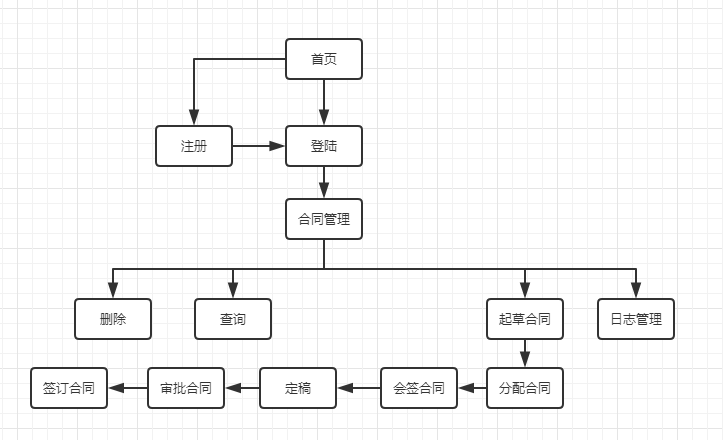 首页
注册
登陆
合同管理
删除
查询
起草合同
日志管理
签订合同
审批合同
定稿
会签合同
分配合同